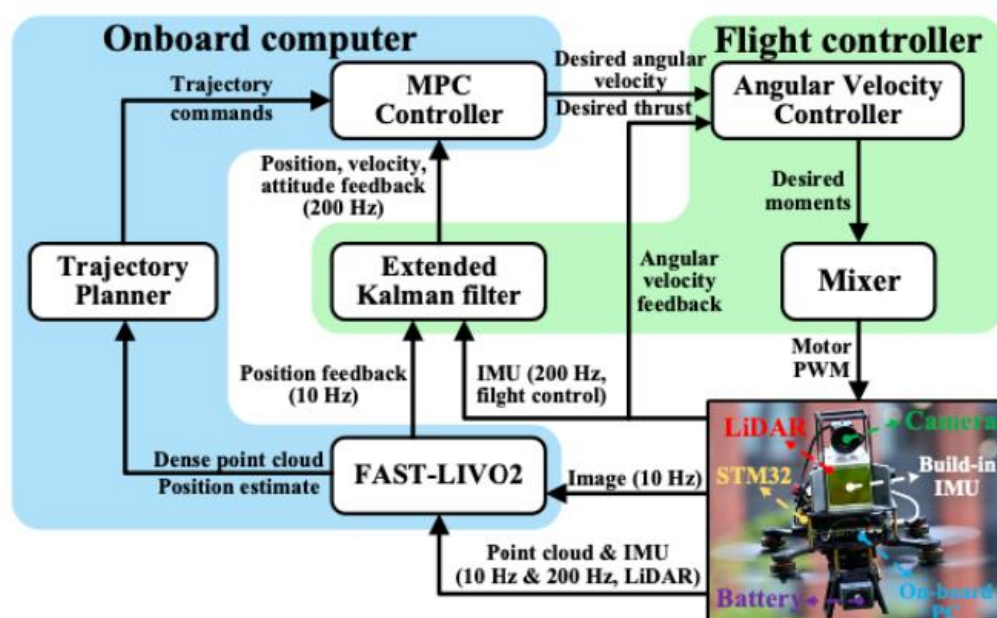 Onboard computer
Flight controller
Trajectory
commands
MPC
Controller
Desired angular
velocity
Desired thrust
Angular Velocity
Controller
Position, velocity,
attitude feedback
(200 Hz)
Desired
moments
Trajectory
Planner
Extended
Kalman filter
Angular
velocity
feedback
Mixer
Position feedback
(10 Hz)
IMU (200 Hz,
filght control)
Motor
PWM
Dense point cloud
Position estimate
FAST-LIVO2
Image (10 Hz)
Point cloud & IMU
(10 Hz & 200 Hz, LiDAR)
Camera
LiDAR
STM32
Build-in
IMU
Battery
On-board
PC